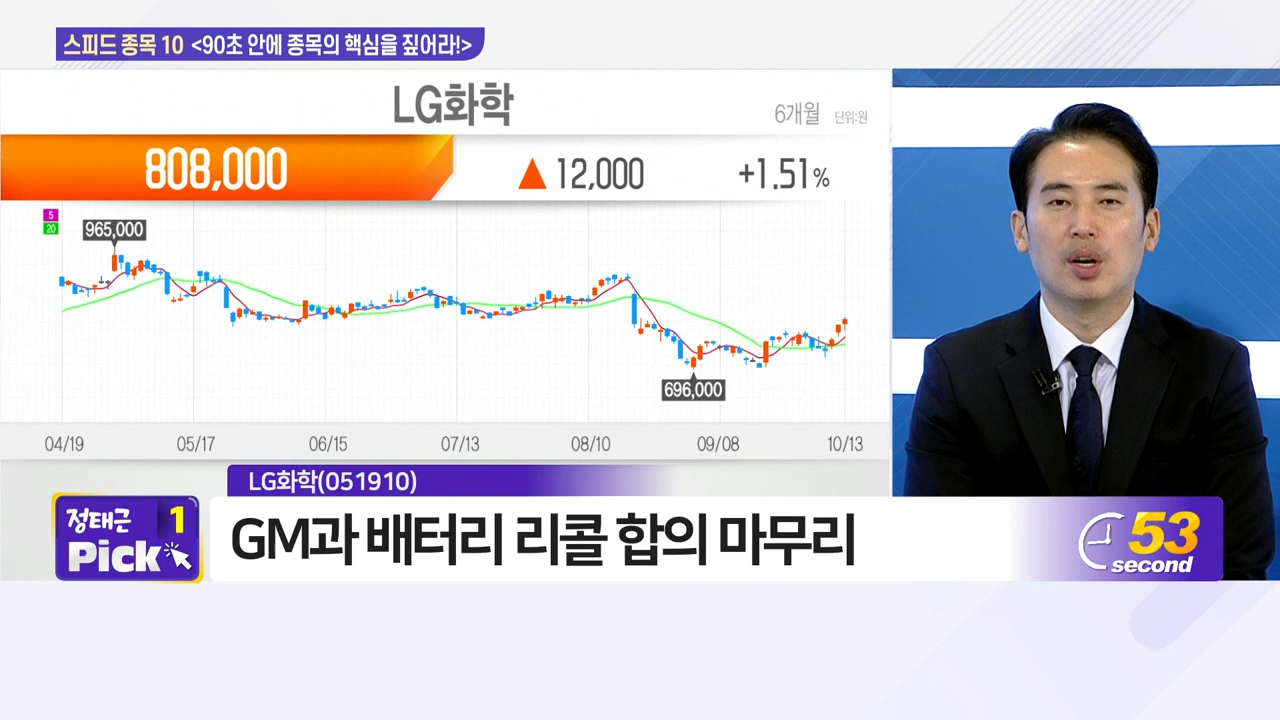 스피드 종목 10 <90초 안에 종목의 핵심을 짚어라!>
LG화학
6개월 단위:원
808,000 ▲ 12,000 +1.51%
5
20
965,000
696,000
04/19 05/17 06/15 07/13 08/10 09/08 10/13
LG화학(051910)
정태근 1
Pick
GM과 배터리 리콜 합의 마무리
53
second